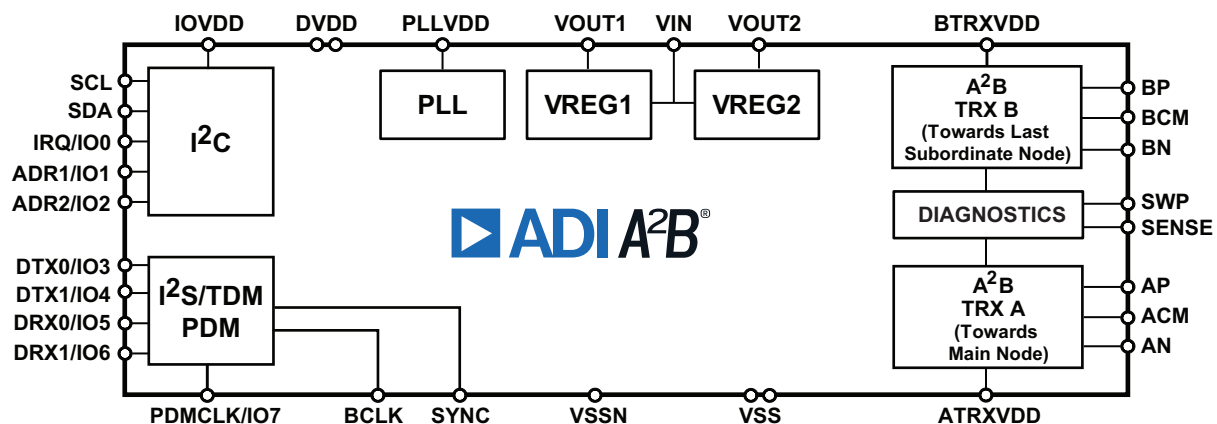 IOVDD DVDD PLLVDD VOUT1 VIN VOUT2 BTRXVDD
SCL
SDA
IRQ/IO0
ADR1/IO1
ADR2/IO2
I²C
PLL
VREG1
VREG2
A²B
TRX B
(Towards Last
Subordinate Node)
BP
BCM
BN
DIAGNOSTICS
SWP
SENSE
ADI A²B®
DTX0/IO3
DTX1/IO4
DRX0/IO5
DRX1/IO6
I²S/TDM
PDM
A²B
TRX A
(Towards
Main Node)
AP
ACM
AN
PDMCLK/IO7 BCLK SYNC VSSN VSS ATRXVDD